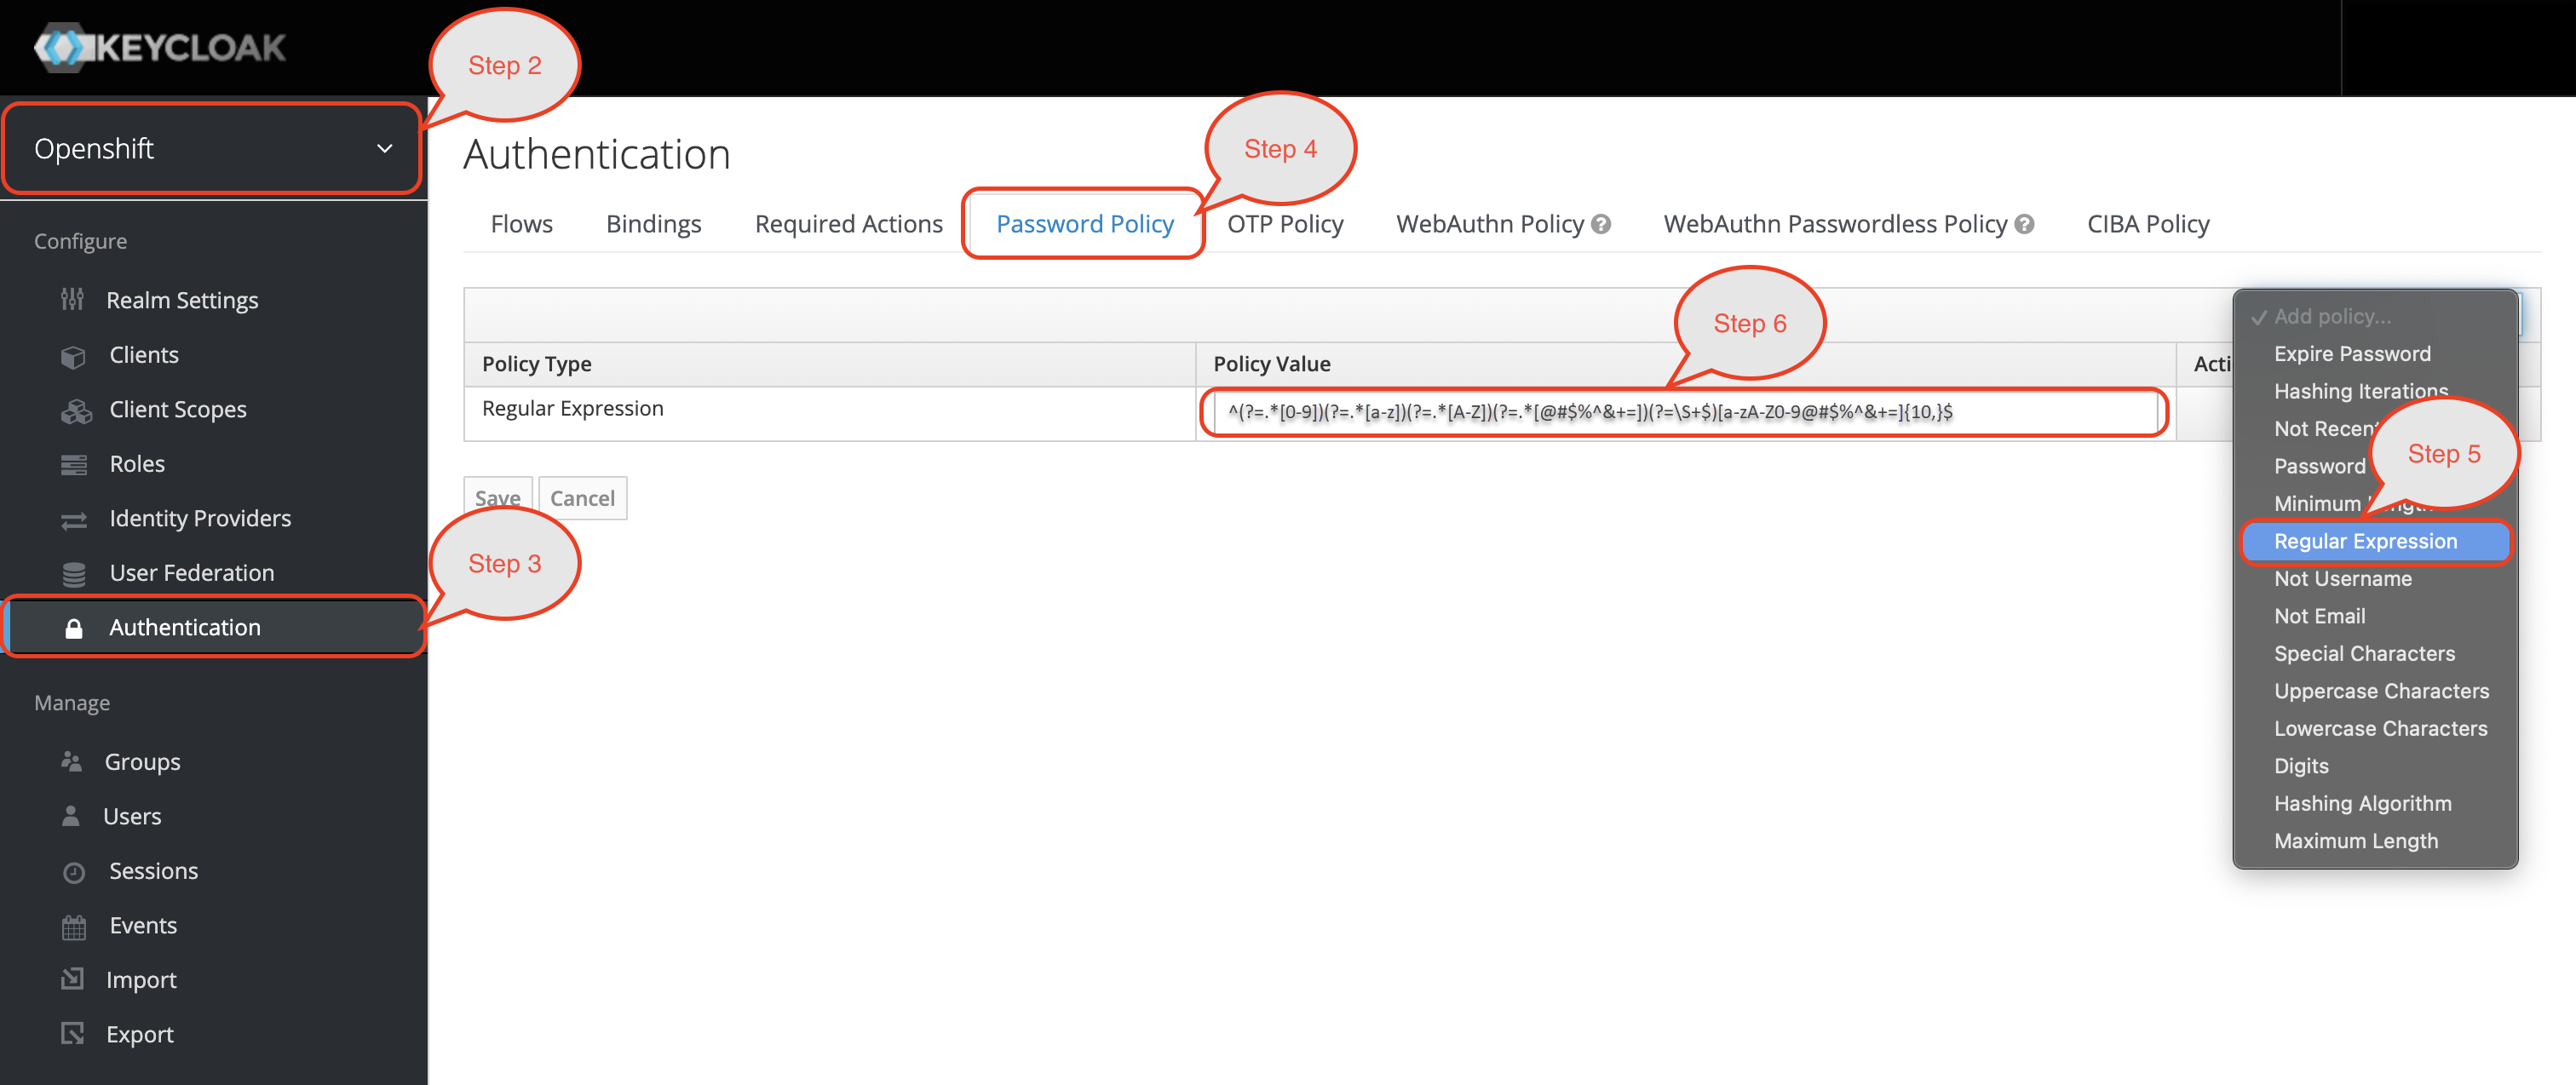 KEYCLOAK
Step 2
Openshift
Step 4
Authentication
Flows
Bindings
Required Actions
Password Policy
OTP Policy
WebAuthn Policy
WebAuthn Passwordless Policy
CIBA Policy
Configure
Realm Settings
Clients
Client Scopes
Roles
Identity Providers
User Federation
Authentication
Step 3
Manage
Groups
Users
Sessions
Events
Import
Export
Step 6
Policy Type
Policy Value
Acti
Regular Expression
^(?=.*[0-9])(?=.*[a-z])(?=.*[A-Z])(?=.*[@#$%^&+=])(?=\S+$)[a-zA-Z0-9@#$%^&+=]{10,}$
Save
Cancel
Add policy...
Expire Password
Hashing Iterations
Not Recent
Password
Step 5
Minimum
Regular Expression
Not Username
Not Email
Special Characters
Uppercase Characters
Lowercase Characters
Digits
Hashing Algorithm
Maximum Length